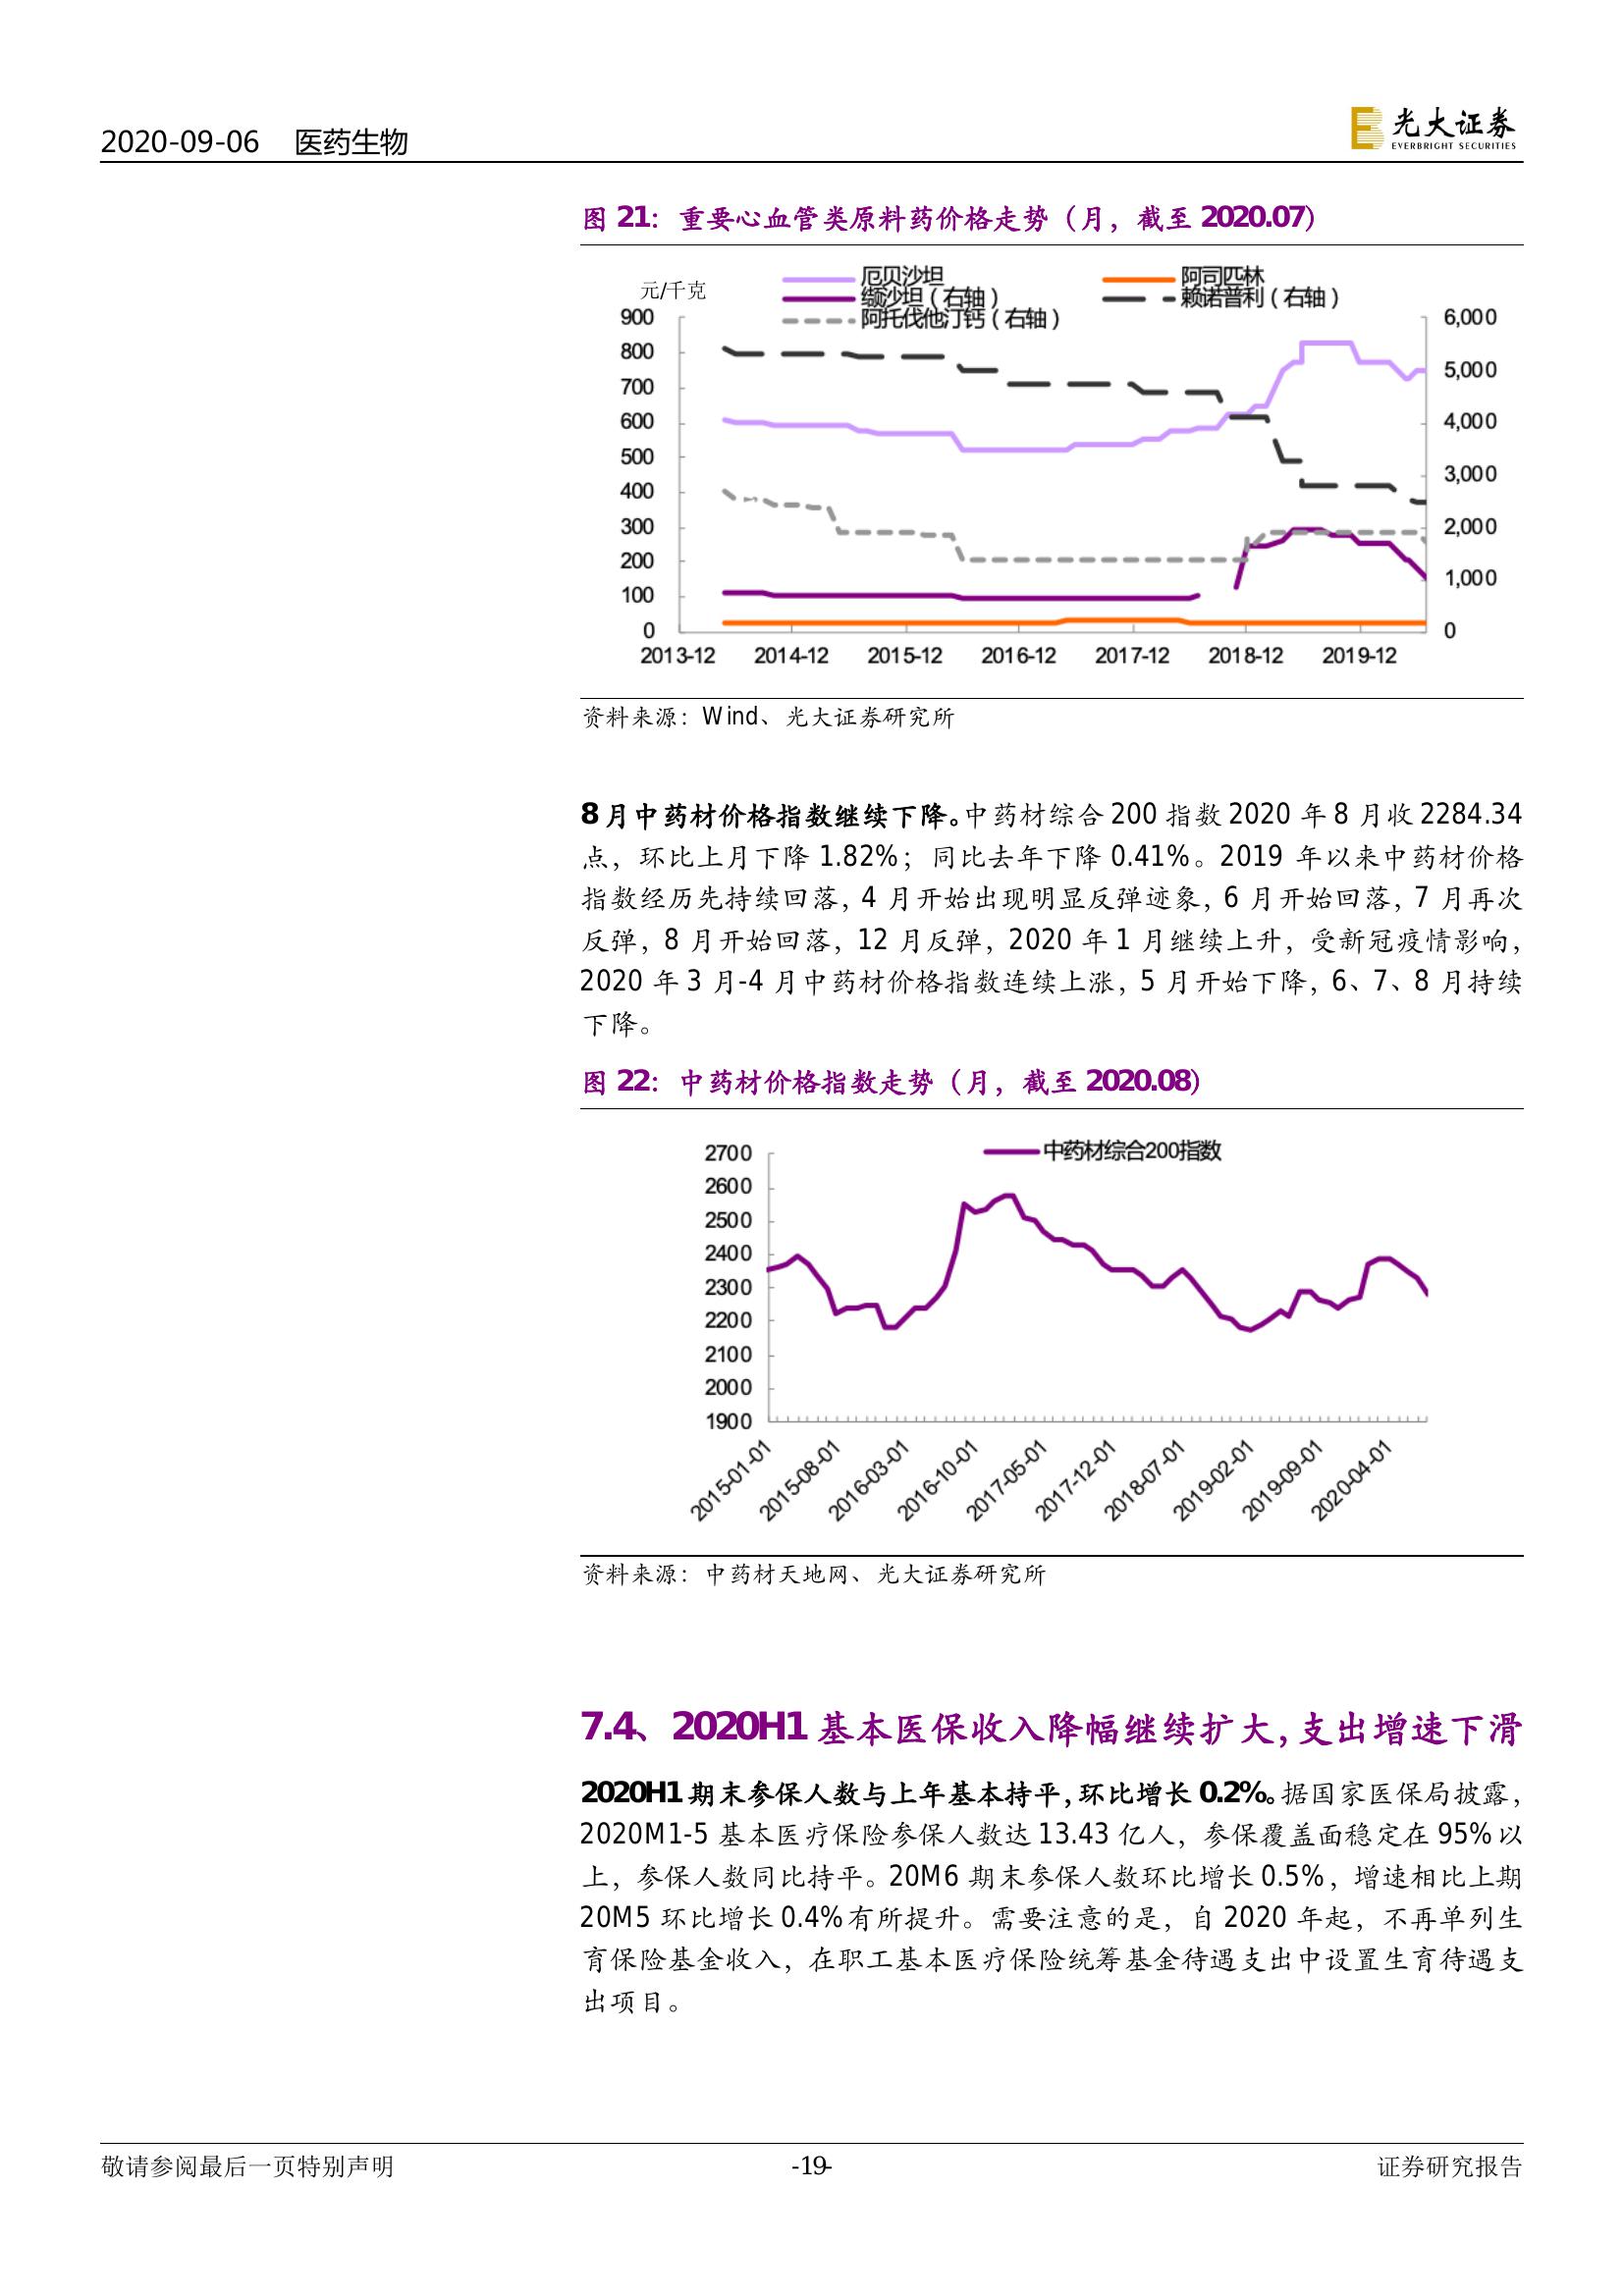 2020-09-06 医药生物
光大证券
EVERBRIGHT SECURITIES
图 21：重要心血管类原料药价格走势（月，截至 2020.07）
元/千克
厄贝沙坦
阿司匹林
缬沙坦（右轴）
赖诺普利（右轴）
阿托伐他汀钙（右轴）
900
800
700
600
500
400
300
200
100
0
6,000
5,000
4,000
3,000
2,000
1,000
0
2013-12 2014-12 2015-12 2016-12 2017-12 2018-12 2019-12
资料来源：Wind、光大证券研究所
8 月中药材价格指数继续下降。中药材综合 200 指数 2020 年 8 月收 2284.34
点，环比上月下降 1.82%；同比去年下降 0.41%。2019 年以来中药材价格
指数经历先持续回落，4 月开始出现明显反弹迹象，6 月开始回落，7 月再次
反弹，8 月开始回落，12 月反弹，2020 年 1 月继续上升，受新冠疫情影响，
2020 年 3 月-4 月中药材价格指数连续上涨，5 月开始下降，6、7、8 月持续
下降。
图 22：中药材价格指数走势（月，截至 2020.08）
中药材综合200指数
2700
2600
2500
2400
2300
2200
2100
2000
1900
2015-01-01 2015-08-01 2016-03-01 2016-10-01 2017-05-01 2017-12-01 2018-07-01 2019-02-01 2019-09-01 2020-04-01
资料来源：中药材天地网、光大证券研究所
7.4、2020H1 基本医保收入降幅继续扩大，支出增速下滑
2020H1 期末参保人数与上年基本持平，环比增长 0.2%。据国家医保局披露，
2020M1-5 基本医疗保险参保人数达 13.43 亿人，参保覆盖面稳定在 95%以
上，参保人数同比持平。20M6 期末参保人数环比增长 0.5%，增速相比上期
20M5 环比增长 0.4%有所提升。需要注意的是，自 2020 年起，不再单列生
育保险基金收入，在职工基本医疗保险统筹基金待遇支出中设置生育待遇支
出项目。
敬请参阅最后一页特别声明
-19-
证券研究报告